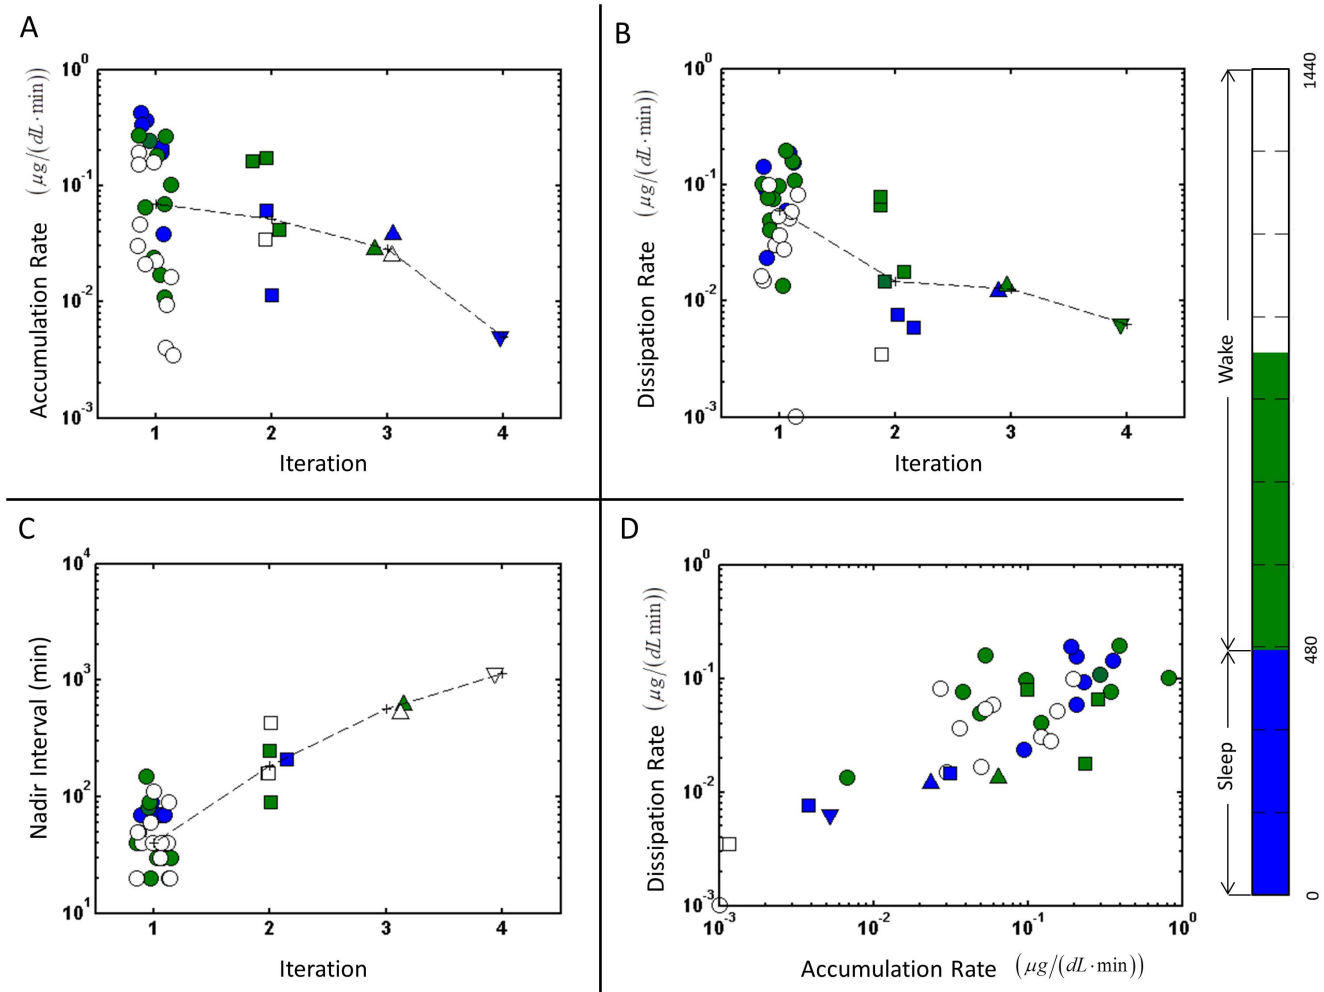 A
Accumulation Rate (μg/(dL·min))
10^0
10^-1
10^-2
10^-3
1 2 3 4
Iteration
B
Dissipation Rate (μg/(dL·min))
10^0
10^-1
10^-2
10^-3
1 2 3 4
Iteration
C
Nadir Interval (min)
10^4
10^3
10^2
10^1
1 2 3 4
Iteration
D
Dissipation Rate (μg/(dL min))
10^0
10^-1
10^-2
10^-3
10^-3 10^-2 10^-1 10^0
Accumulation Rate (μg/(dL·min))
1440
Wake
480
Sleep
0